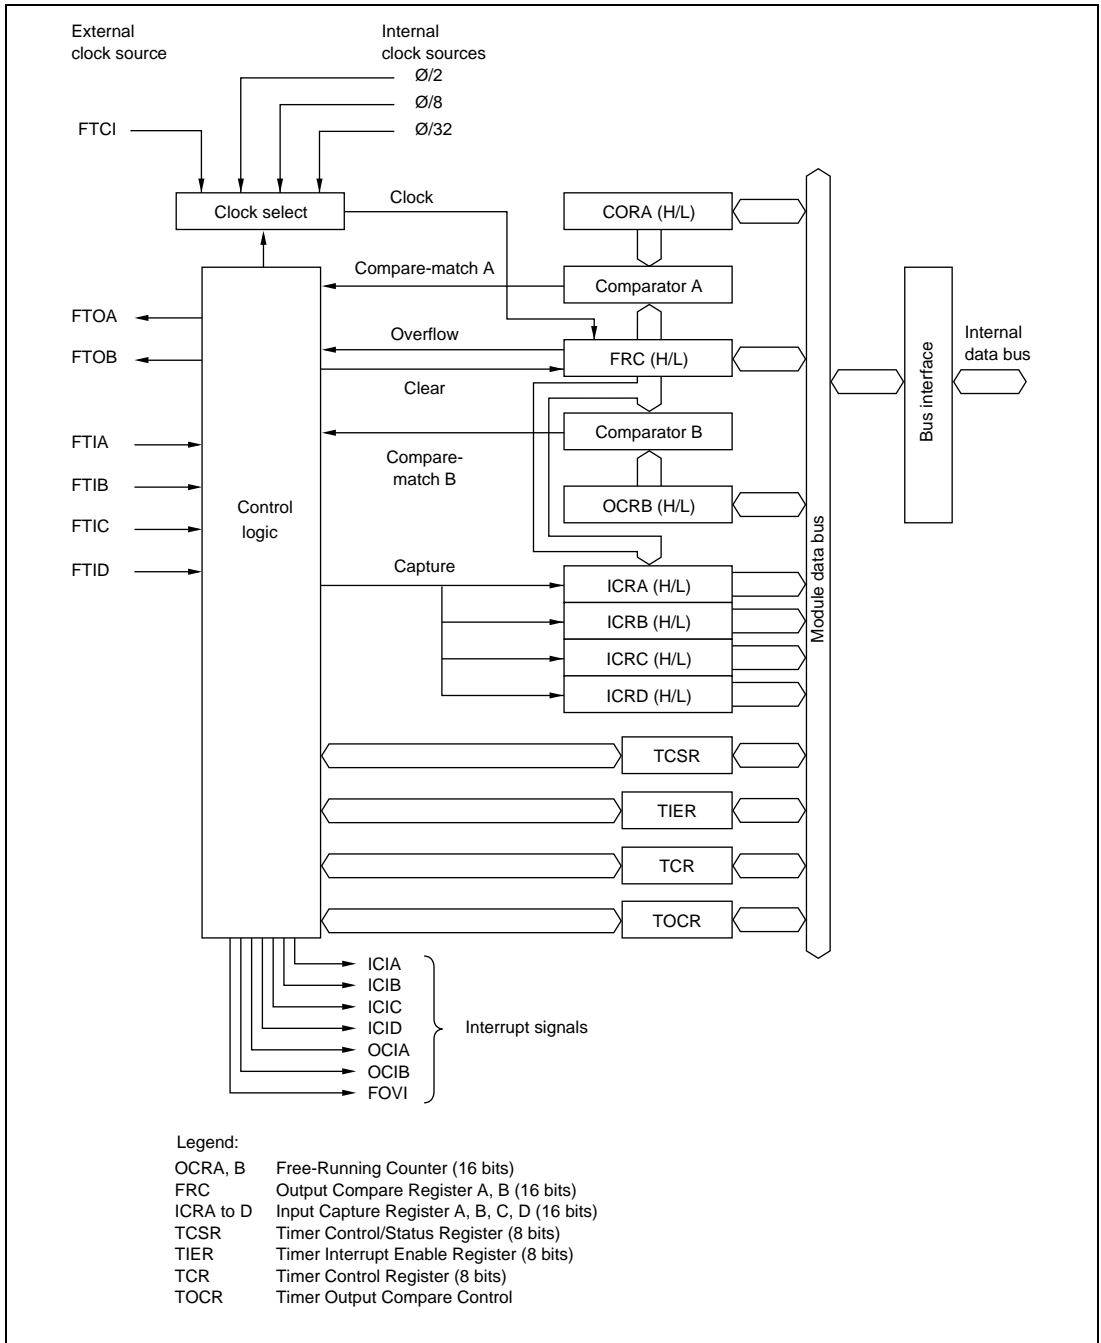 External
clock source
Internal
clock sources
Ø/2
Ø/8
FTCI
Ø/32
Clock select
Clock
CORA (H/L)
Compare-match A
Comparator A
FTOA
Overflow
FTOB
FRC (H/L)
Internal
data bus
Clear
Bus interface
FTIA
Comparator B
Compare-
match B
FTIB
Control
logic
OCRB (H/L)
FTIC
FTID
Capture
ICRA (H/L)
Module data bus
ICRB (H/L)
ICRC (H/L)
ICRD (H/L)
TCSR
TIER
TCR
TOCR
ICIA
ICIB
ICIC
ICID
OCIA
OCIB
FOVI
Interrupt signals
Legend:
OCRA, B Free-Running Counter (16 bits)
FRC Output Compare Register A, B (16 bits)
ICRA to D Input Capture Register A, B, C, D (16 bits)
TCSR Timer Control/Status Register (8 bits)
TIER Timer Interrupt Enable Register (8 bits)
TCR Timer Control Register (8 bits)
TOCR Timer Output Compare Control